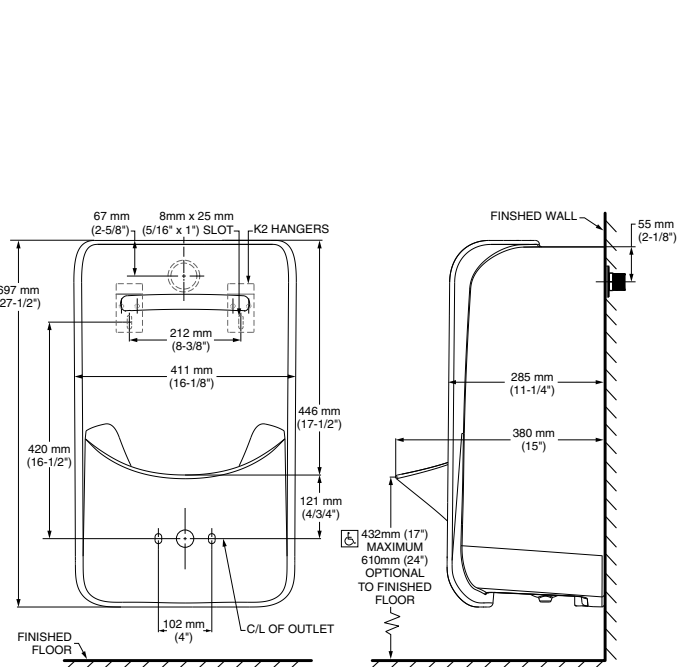 67 mm
(2-5/8")
8mm x 25 mm
(5/16" x 1") SLOT
K2 HANGERS
697 mm
(27-1/2")
212 mm
(8-3/8")
411 mm
(16-1/8")
446 mm
(17-1/2")
420 mm
(16-1/2")
121 mm
(4/3/4")
102 mm
(4")
C/L OF OUTLET
FINISHED
FLOOR
FINSHED WALL
55 mm
(2-1/8")
285 mm
(11-1/4")
380 mm
(15")
432mm (17")
MAXIMUM
610mm (24")
OPTIONAL
TO FINISHED
FLOOR